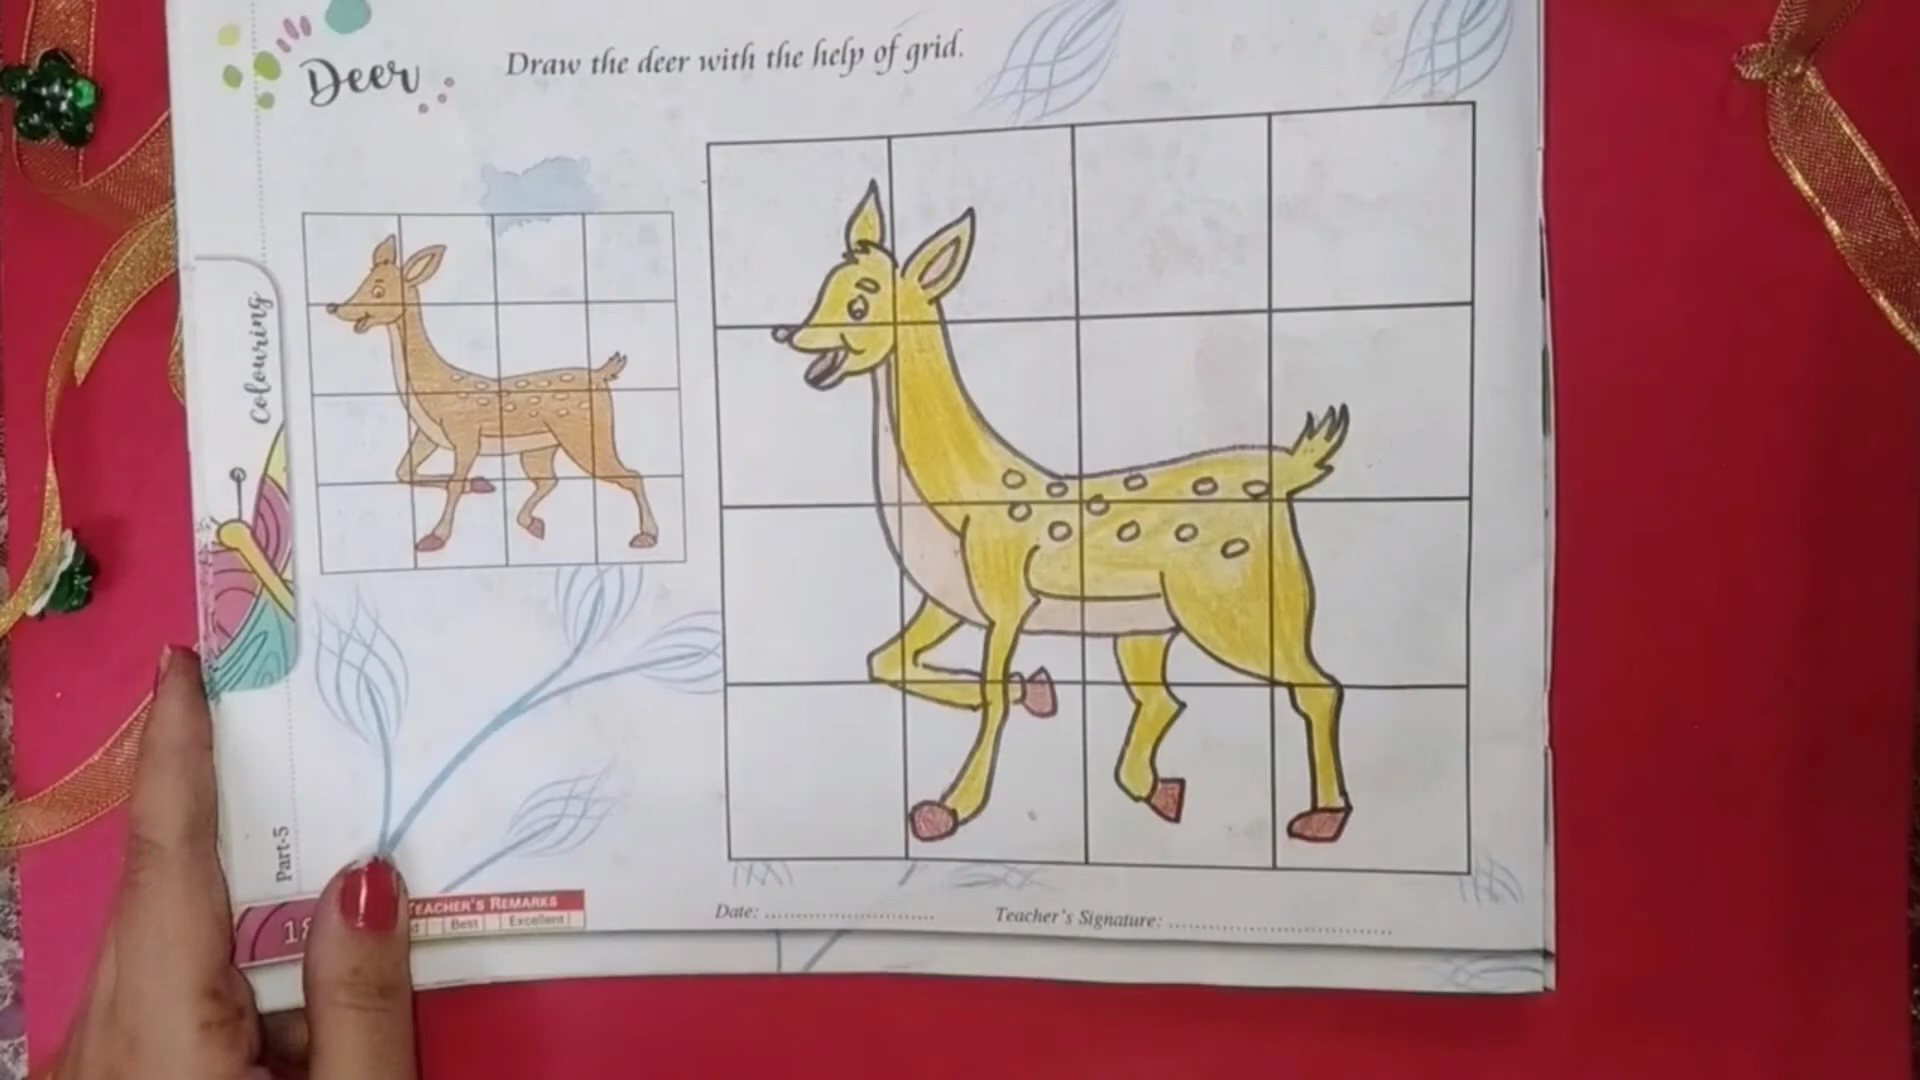 Deer
Draw the deer with the help of grid.
Colouring
Part-5
TEACHER'S REMARKS
Best
Excellent
Date: ..............................
Teacher's Signature: ........................................